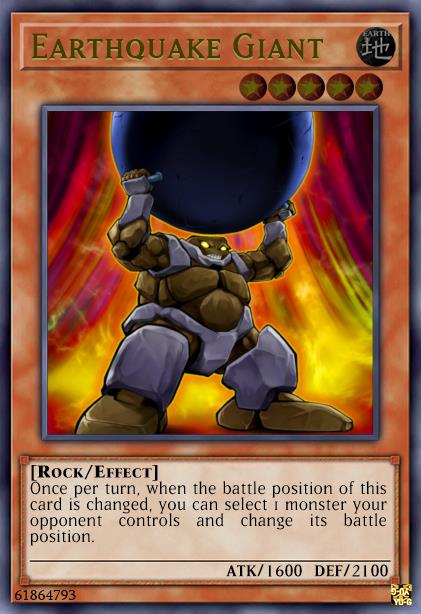 EARTHQUAKE GIANT
EARTH
地
[ROCK/EFFECT]
Once per turn, when the battle position of this
card is changed, you can select 1 monster your
opponent controls and change its battle
position.
ATK/1600 DEF/2100
61864793